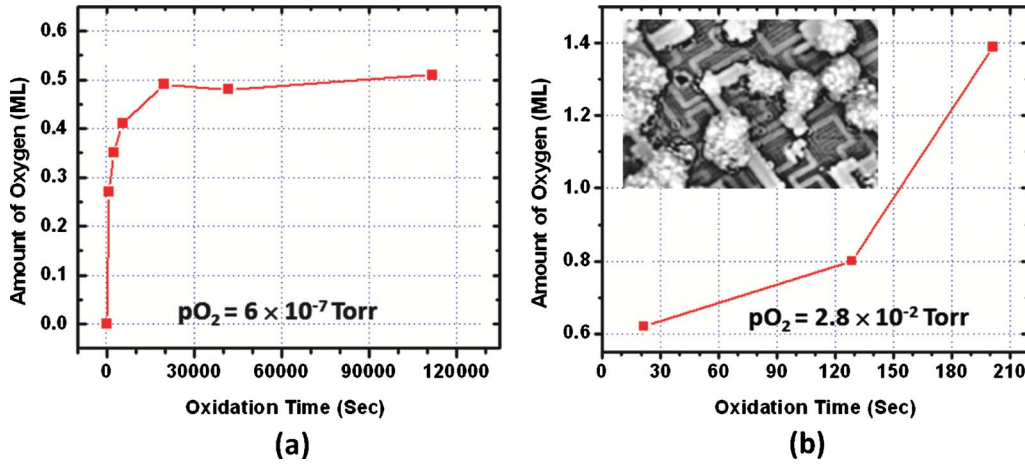 0.6
0.5
0.4
0.3
0.2
0.1
0.0
Amount of Oxygen (ML)
pO₂ = 6 × 10⁻⁷ Torr
0 30000 60000 90000 120000
Oxidation Time (Sec)
(a)
1.4
1.2
1.0
0.8
0.6
Amount of Oxygen (ML)
pO₂ = 2.8 × 10⁻² Torr
0 30 60 90 120 150 180 210
Oxidation Time (Sec)
(b)